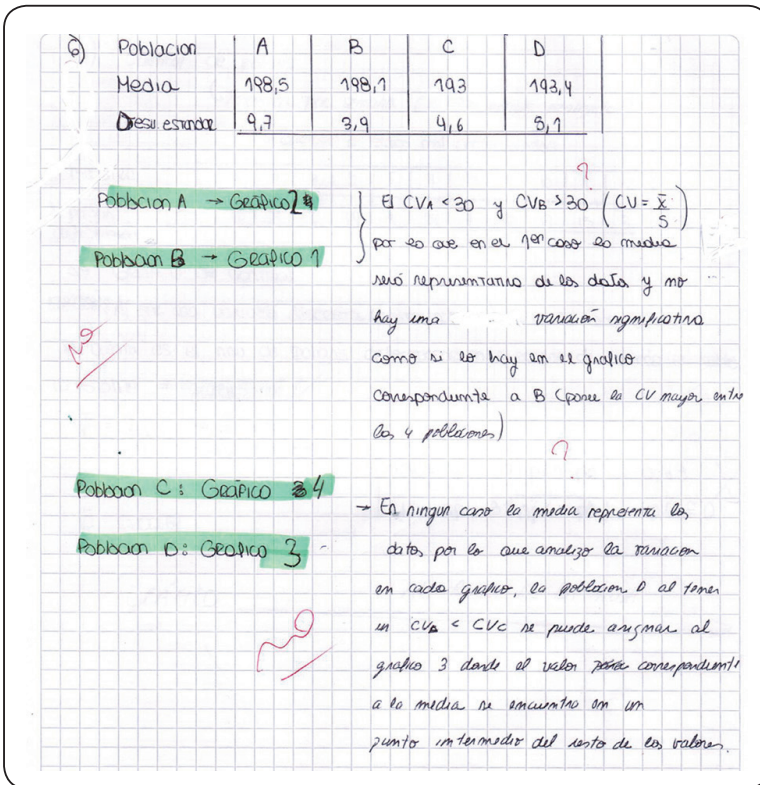 6) Poblacion A B C D
Media 198,5 198,1 193 193,4
Desv estandar 9,7 3,9 4,6 5,1
?
Poblacion A → Gráfico 2
Poblacion B → Grafico 1
El CVA < 30 y CVB > 30 (CV = x̄/S)
por lo que en el 1er caso la media
será representativa de los datos y no
hay una variación significativa
como si lo hay en el grafico
correspondiente a B (posee la CV mayor entre
las 4 poblaciones)
no
?
Poblacion C: Gráfico 4
Poblacion D: Grafico 3
→ En ningun caso la media representa los
datos por lo que analizo la variacion
en cada grafico, la poblacion D al tener
un CVD < CVC se puede asignar al
grafico 3 donde el valor correspondiente
a la media se encuentra en un
punto intermedio del resto de los valores.
no